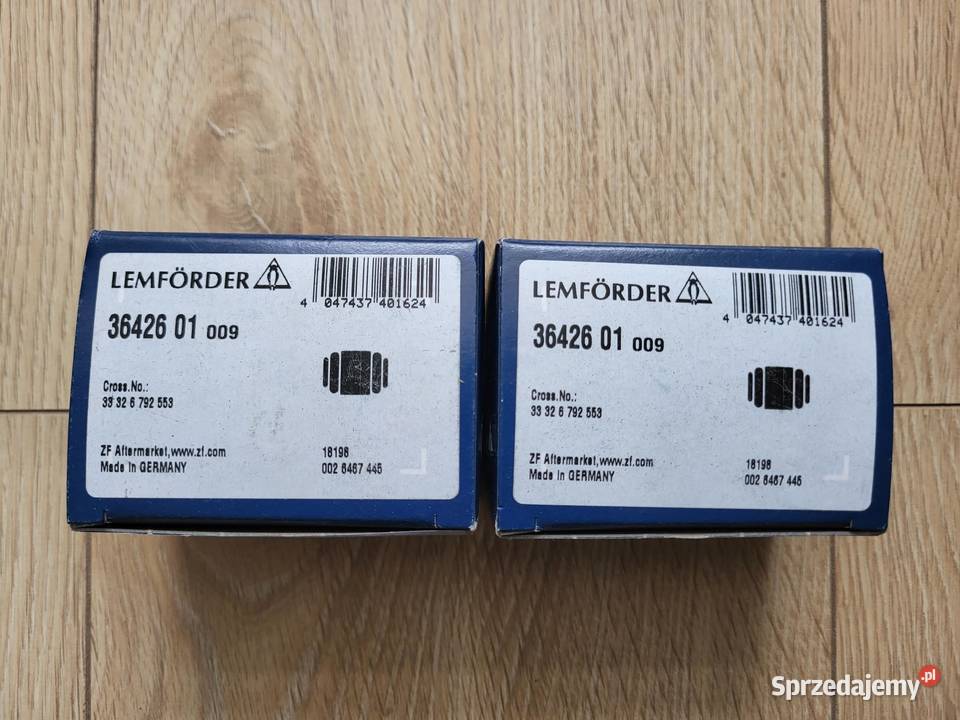 LEMFÖRDER
4 047437 401624
36426 01 009
Cross.No.:
33 32 6 792 553
ZF Aftermarket,www.zf.com
Made in GERMANY
18198
002 6467 445
LEMFÖRDER
4 047437 401624
36426 01 009
Cross.No.:
33 32 6 792 553
ZF Aftermarket,www.zf.com
Made in GERMANY
18198
002 6467 445
Sprzedajemy.pl